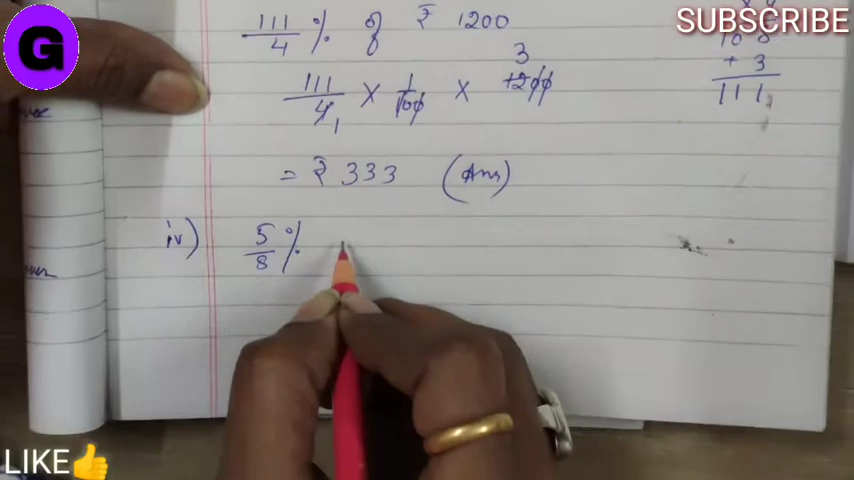 G
SUBSCRIBE
111/4 % of ₹ 1200
108
+ 3
111
111/4 × 1/100 × 1200
3
1
= ₹ 333 (Ans)
iv) 5/8 %
LIKE👍